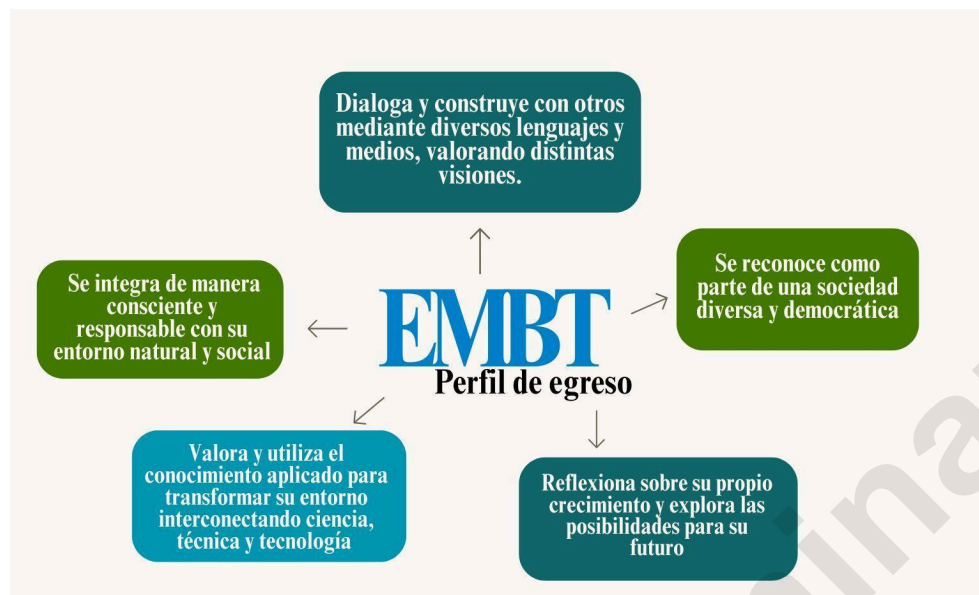 Dialoga y construye con otros
mediante diversos lenguajes y
medios, valorando distintas
visiones.
Se integra de manera
consciente y
responsable con su
entorno natural y social
Se reconoce como
parte de una sociedad
diversa y democrática
EMBT
Perfil de egreso
Valora y utiliza el
conocimiento aplicado para
transformar su entorno
interconectando ciencia,
técnica y tecnología
Reflexiona sobre su propio
crecimiento y explora las
posibilidades para su
futuro